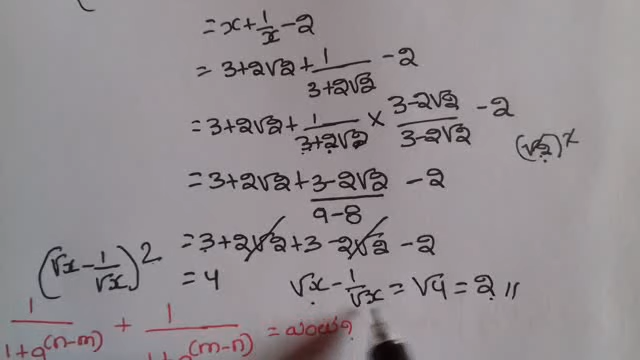 = x + 1/x - 2
= 3+2√2 + 1/(3+2√2) - 2
= 3+2√2 + 1/(3+2√2) × (3-2√2)/(3-2√2) - 2
(√2)²
= 3+2√2 + (3-2√2)/(9-8) - 2
= 3+2√2+3-2√2 - 2
(√x - 1/√x)² = 4
√x - 1/√x = √4 = 2 //
1/(1+a^(n-m)) + 1/(1+a^(m-n)) =